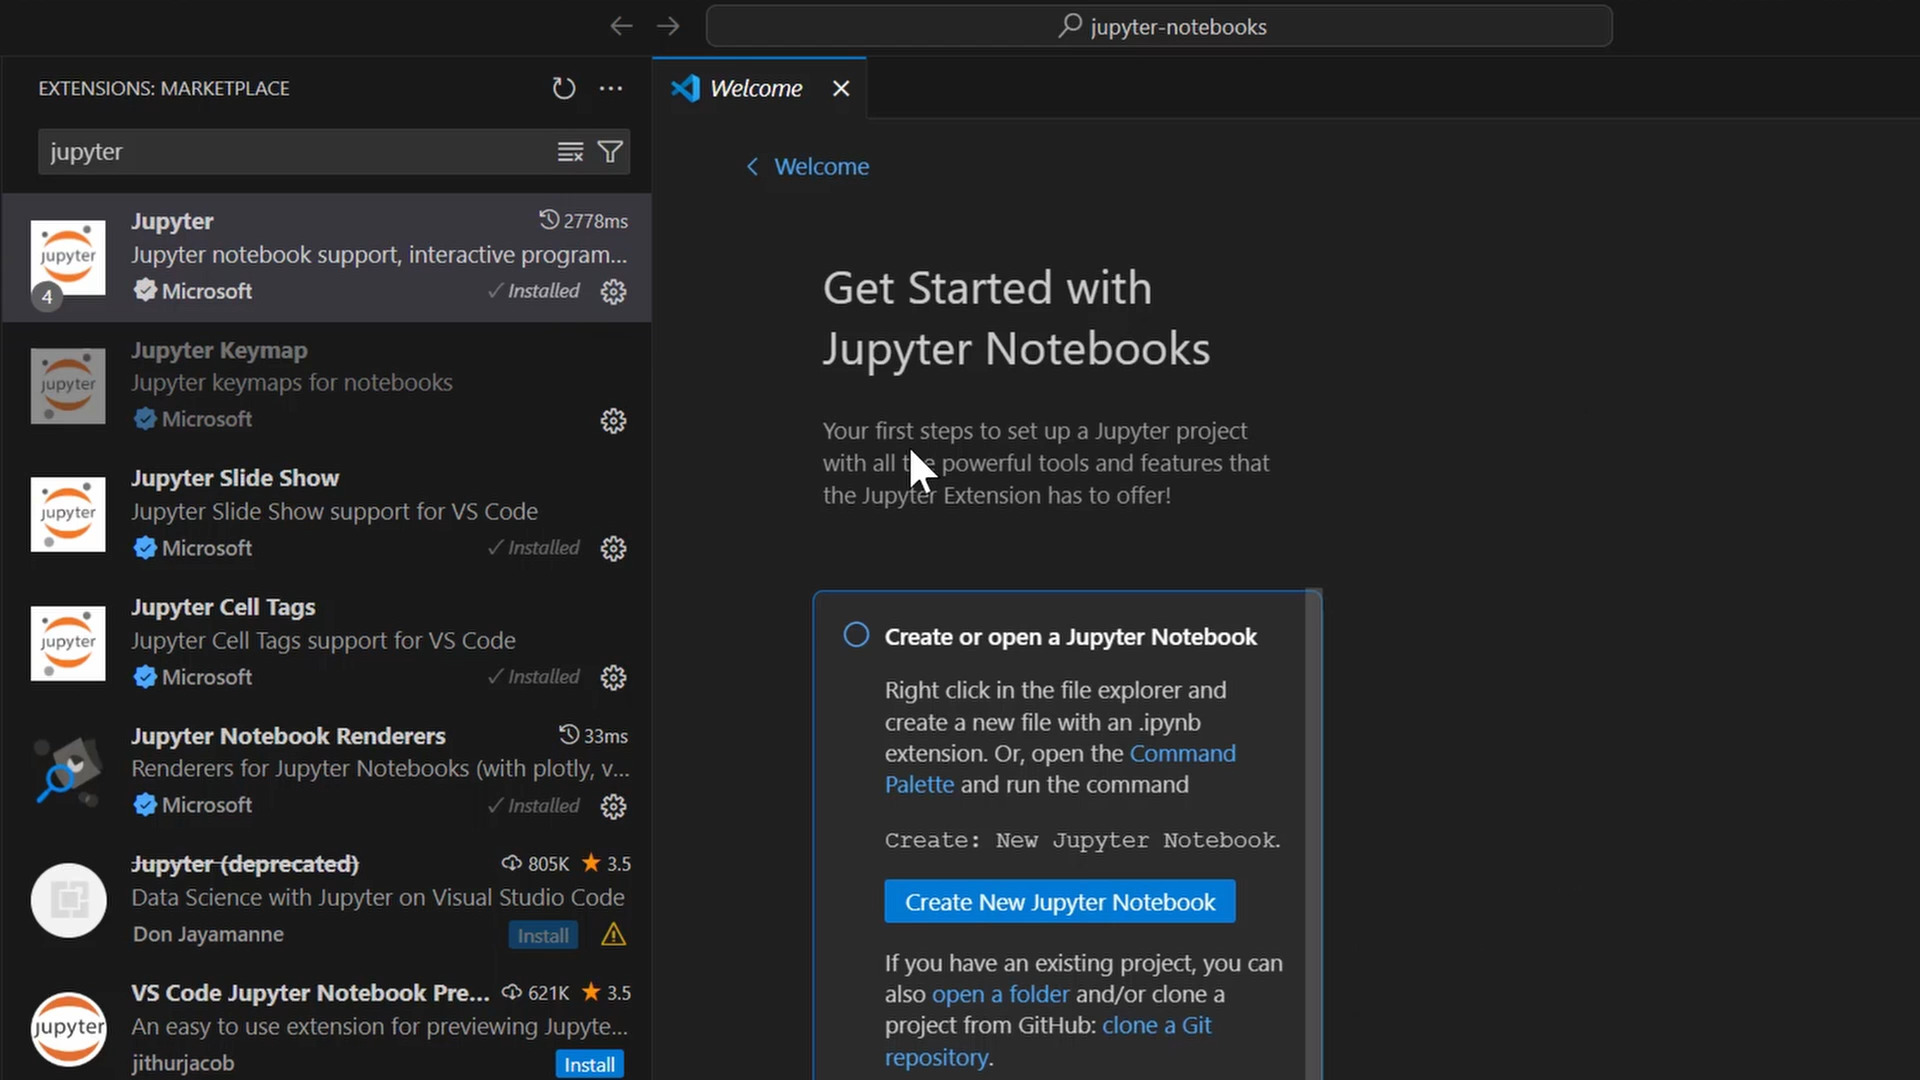 jupyter-notebooks
EXTENSIONS: MARKETPLACE
jupyter
Jupyter
2778ms
Jupyter notebook support, interactive program...
Microsoft
Installed
jupyter
4
Jupyter Keymap
Jupyter keymaps for notebooks
Microsoft
jupyter
Jupyter Slide Show
Jupyter Slide Show support for VS Code
Microsoft
Installed
jupyter
Jupyter Cell Tags
Jupyter Cell Tags support for VS Code
Microsoft
Installed
jupyter
Jupyter Notebook Renderers
33ms
Renderers for Jupyter Notebooks (with plotly, v...
Microsoft
Installed
Jupyter (deprecated)
805K 3.5
Data Science with Jupyter on Visual Studio Code
Don Jayamanne
Install
VS Code Jupyter Notebook Pre...
621K 3.5
An easy to use extension for previewing Jupyte...
jithurjacob
Install
jupyter
Welcome
Welcome
Get Started with
Jupyter Notebooks
Your first steps to set up a Jupyter project
with all the powerful tools and features that
the Jupyter Extension has to offer!
Create or open a Jupyter Notebook
Right click in the file explorer and
create a new file with an .ipynb
extension. Or, open the Command
Palette and run the command
Create: New Jupyter Notebook.
Create New Jupyter Notebook
If you have an existing project, you can
also open a folder and/or clone a
project from GitHub: clone a Git
repository.